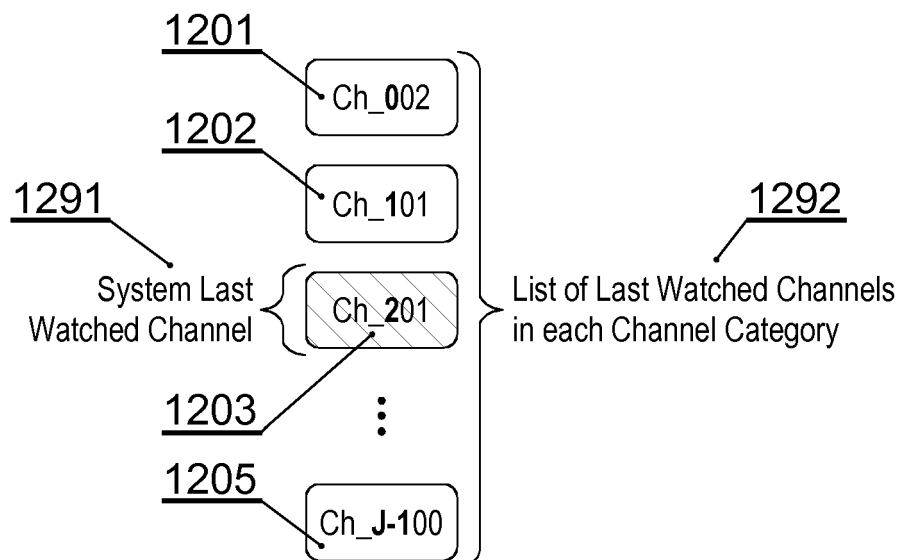 1201
Ch_002
1202
Ch_101
1291
1292
System Last
Watched Channel
Ch_201
List of Last Watched Channels
in each Channel Category
1203
1205
Ch_J-100